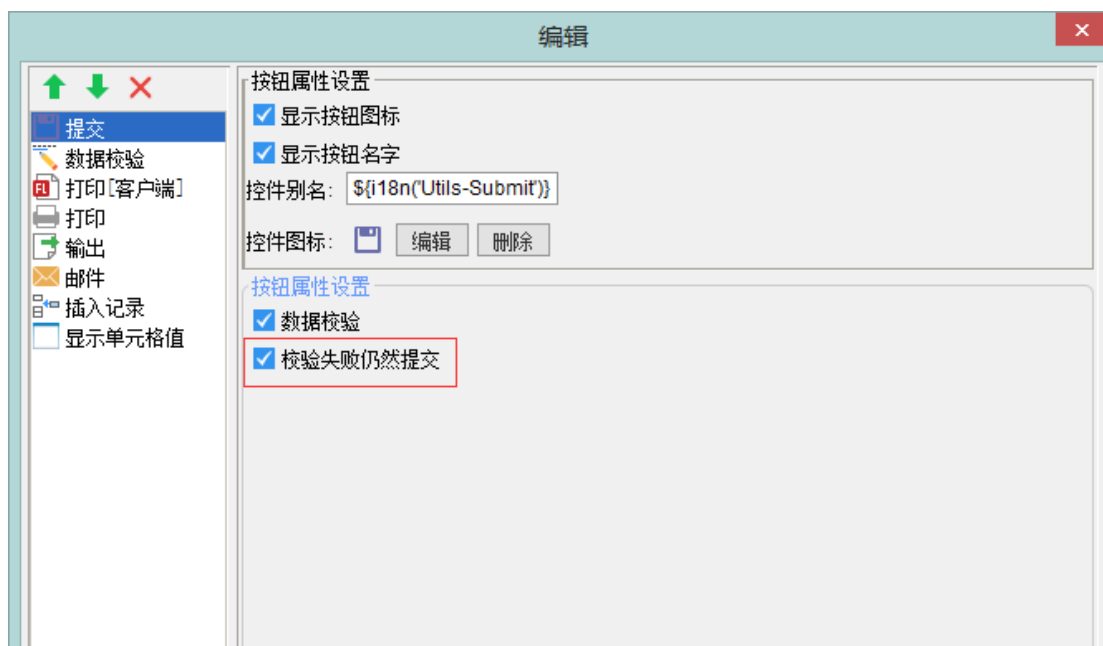 编辑
提交
数据校验
打印[客户端]
打印
输出
邮件
插入记录
显示单元格值
按钮属性设置
显示按钮图标
显示按钮名字
控件别名: ${i18n('Utils-Submit')}
控件图标: 编辑 删除
按钮属性设置
数据校验
校验失败仍然提交